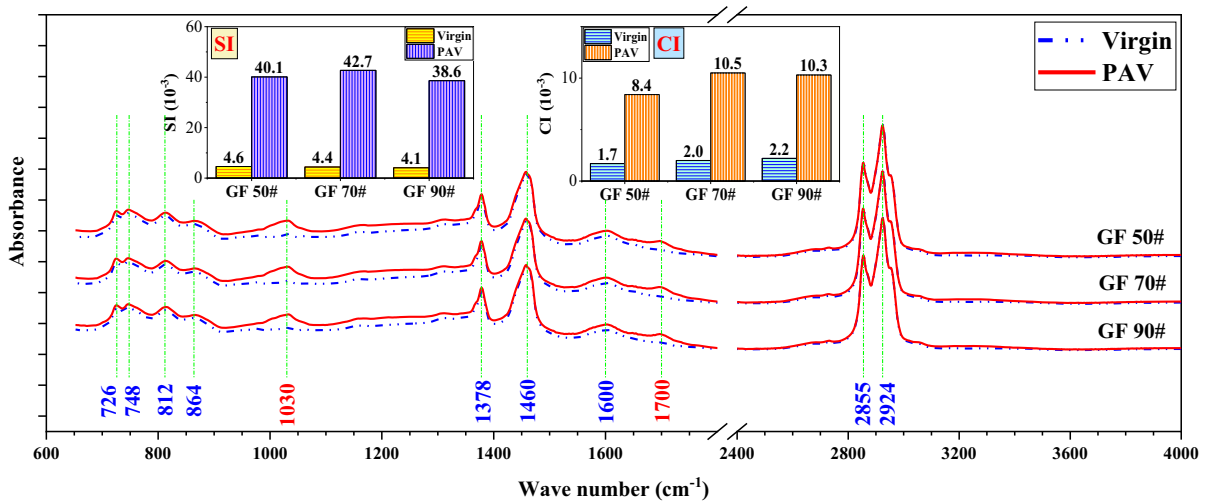 SI
Virgin
PAV
SI (10⁻³)
60
40
20
0
4.6
40.1
4.4
42.7
4.1
38.6
GF 50#
GF 70#
GF 90#
Virgin
PAV
CI
CI (10⁻³)
10
0
1.7
8.4
2.0
10.5
2.2
10.3
GF 50#
GF 70#
GF 90#
Virgin
PAV
Absorbance
GF 50#
GF 70#
GF 90#
726
748
812
864
1030
1378
1460
1600
1700
2855
2924
600
800
1000
1200
1400
1600
2400
2800
3200
3600
4000
Wave number (cm⁻¹)